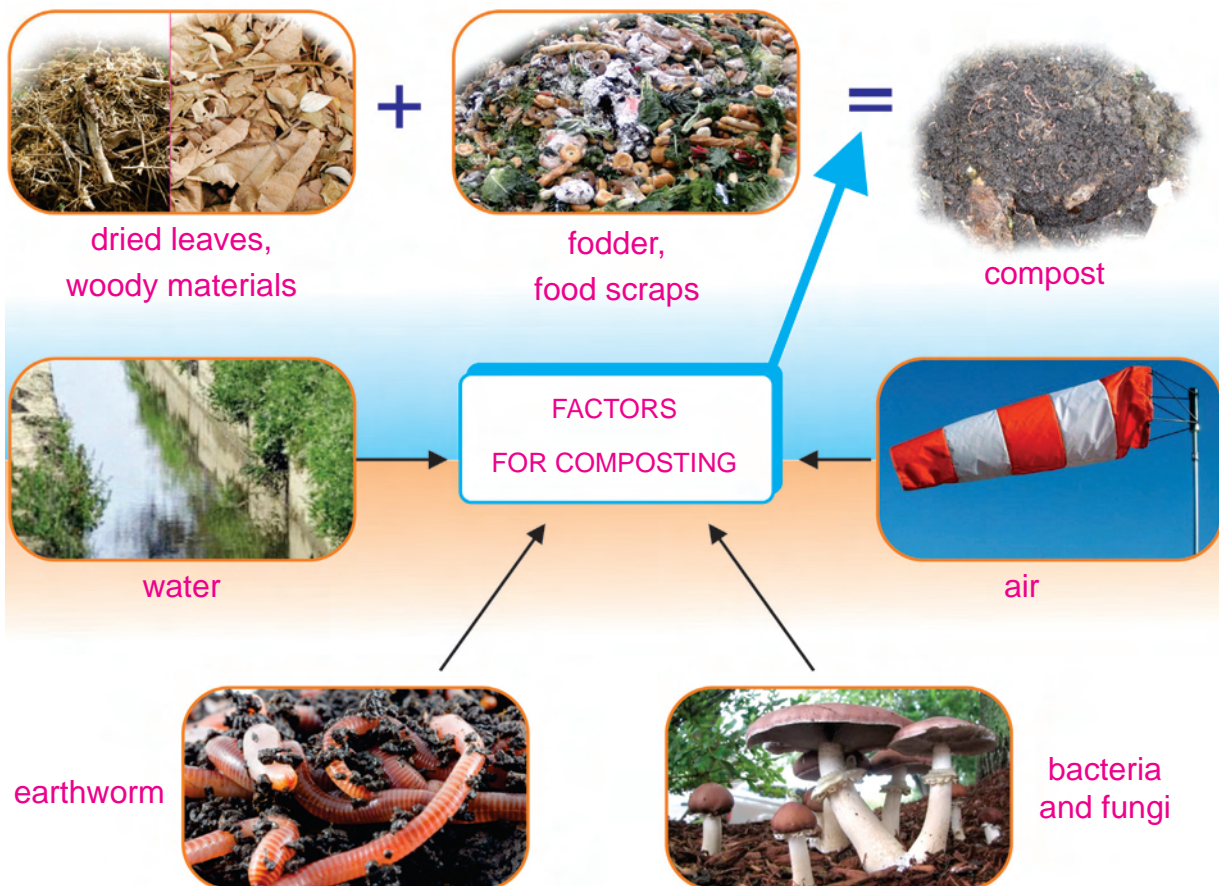 +
=
dried leaves,
woody materials
fodder,
food scraps
compost
FACTORS
FOR COMPOSTING
water
air
earthworm
bacteria
and fungi